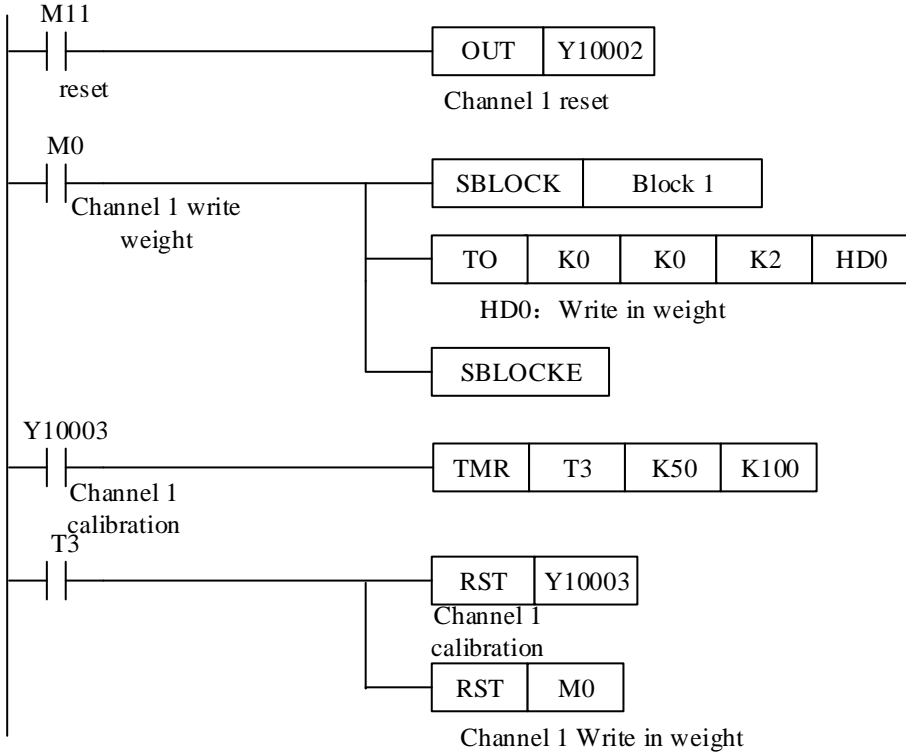 M11
OUT Y10002
reset
Channel 1 reset
M0
SBLOCK Block 1
Channel 1 write
weight
TO K0 K0 K2 HD0
HD0：Write in weight
SBLOCKE
Y10003
TMR T3 K50 K100
Channel 1
calibration
T3
RST Y10003
Channel 1
calibration
RST M0
Channel 1 Write in weight